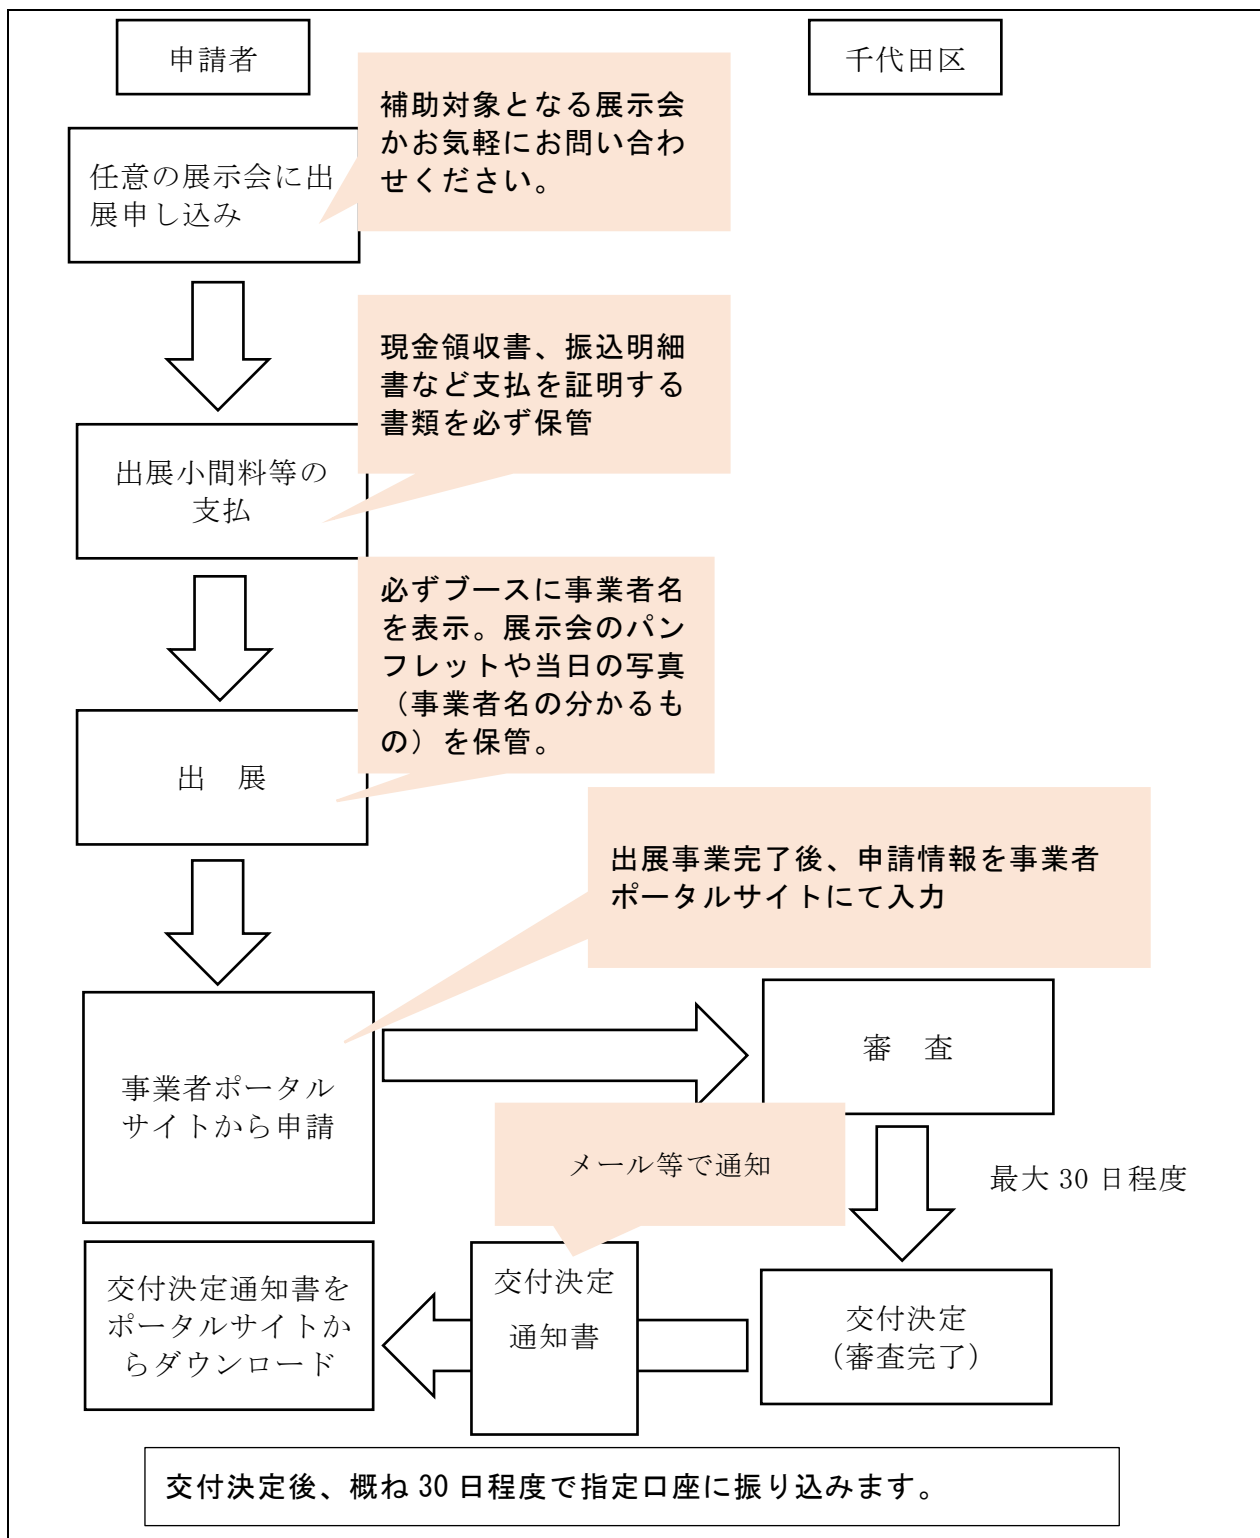 申請者
千代田区
補助対象となる展示会
かお気軽にお問い合わ
せください。
任意の展示会に出
展申し込み
現金領収書、振込明細
書など支払を証明する
書類を必ず保管
出展小間料等の
支払
必ずブースに事業者名
を表示。展示会のパン
フレットや当日の写真
(事業者名の分かるも
の)を保管。
出　展
出展事業完了後、申請情報を事業者
ポータルサイトにて入力
事業者ポータル
サイトから申請
審　査
メール等で通知
最大 30 日程度
交付決定通知書を
ポータルサイトか
らダウンロード
交付決定
通知書
交付決定
(審査完了)
交付決定後、概ね 30 日程度で指定口座に振り込みます。